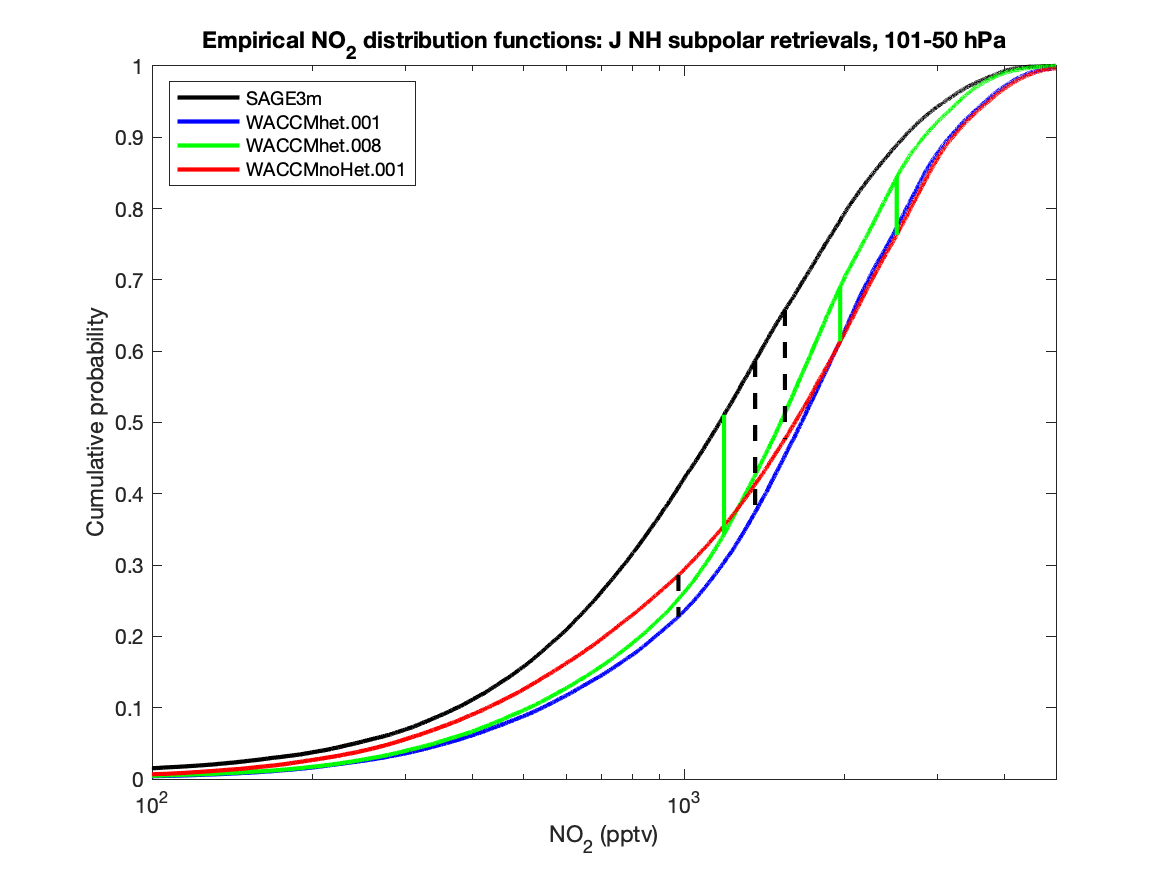 Empirical NO2 distribution functions: J NH subpolar retrievals, 101-50 hPa
SAGE3m
WACCMhet.001
WACCMhet.008
WACCMnoHet.001
1
0.9
0.8
0.7
0.6
0.5
0.4
0.3
0.2
0.1
0
Cumulative probability
10^2
10^3
NO2 (pptv)